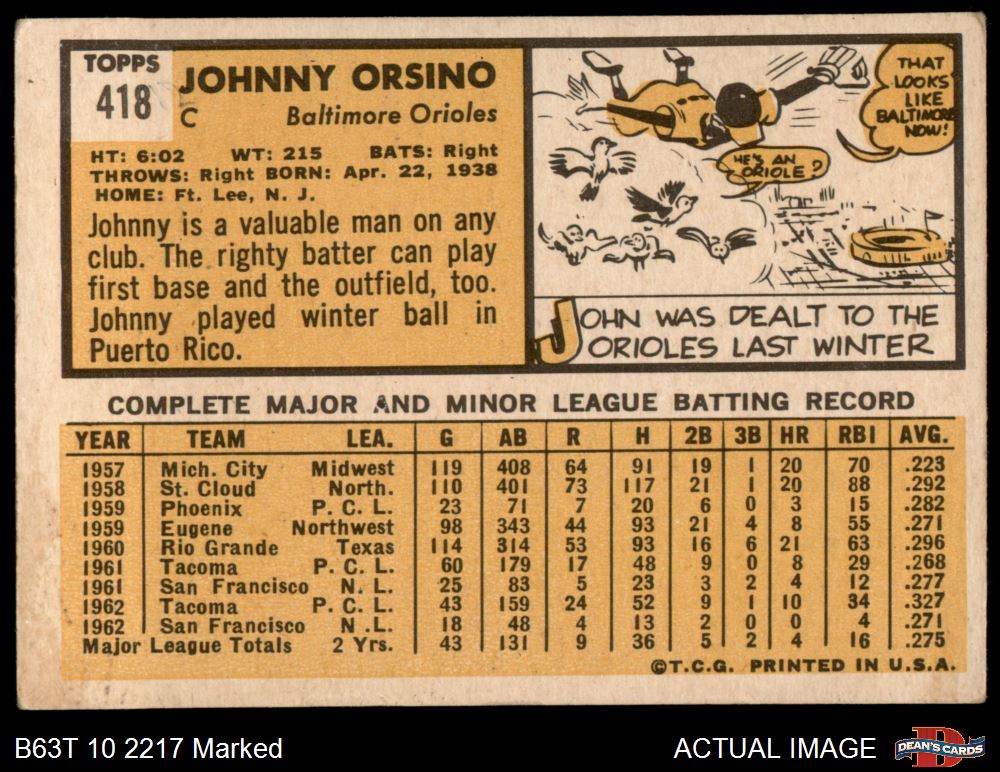 TOPPS
418
JOHNNY ORSINO
C Baltimore Orioles
HT: 6:02 WT: 215 BATS: Right
THROWS: Right BORN: Apr. 22, 1938
HOME: Ft. Lee, N. J.
Johnny is a valuable man on any
club. The righty batter can play
first base and the outfield, too.
Johnny played winter ball in
Puerto Rico.
THAT
LOOKS
LIKE
BALTIMORE
NOW!
HE'S AN
ORIOLE?
JOHN WAS DEALT TO THE
ORIOLES LAST WINTER
COMPLETE MAJOR AND MINOR LEAGUE BATTING RECORD
YEAR TEAM LEA. G AB R H 2B 3B HR RBI AVG.
1957 Mich. City Midwest 119 408 64 91 19 1 20 70 .223
1958 St. Cloud North. 110 401 73 117 21 1 20 88 .292
1959 Phoenix P. C. L. 23 71 7 20 6 0 3 15 .282
1959 Eugene Northwest 98 343 44 93 21 4 8 55 .271
1960 Rio Grande Texas 114 314 53 93 16 6 21 63 .296
1961 Tacoma P. C. L. 60 179 17 48 9 0 8 29 .268
1961 San Francisco N. L. 25 83 5 23 3 2 4 12 .277
1962 Tacoma P. C. L. 43 159 24 52 9 1 10 34 .327
1962 San Francisco N .L. 18 48 4 13 2 0 0 4 .271
Major League Totals 2 Yrs. 43 131 9 36 5 2 4 16 .275
©T.C.G. PRINTED IN U.S.A.
B63T 10 2217 Marked
ACTUAL IMAGE
DEAN'S CARDS